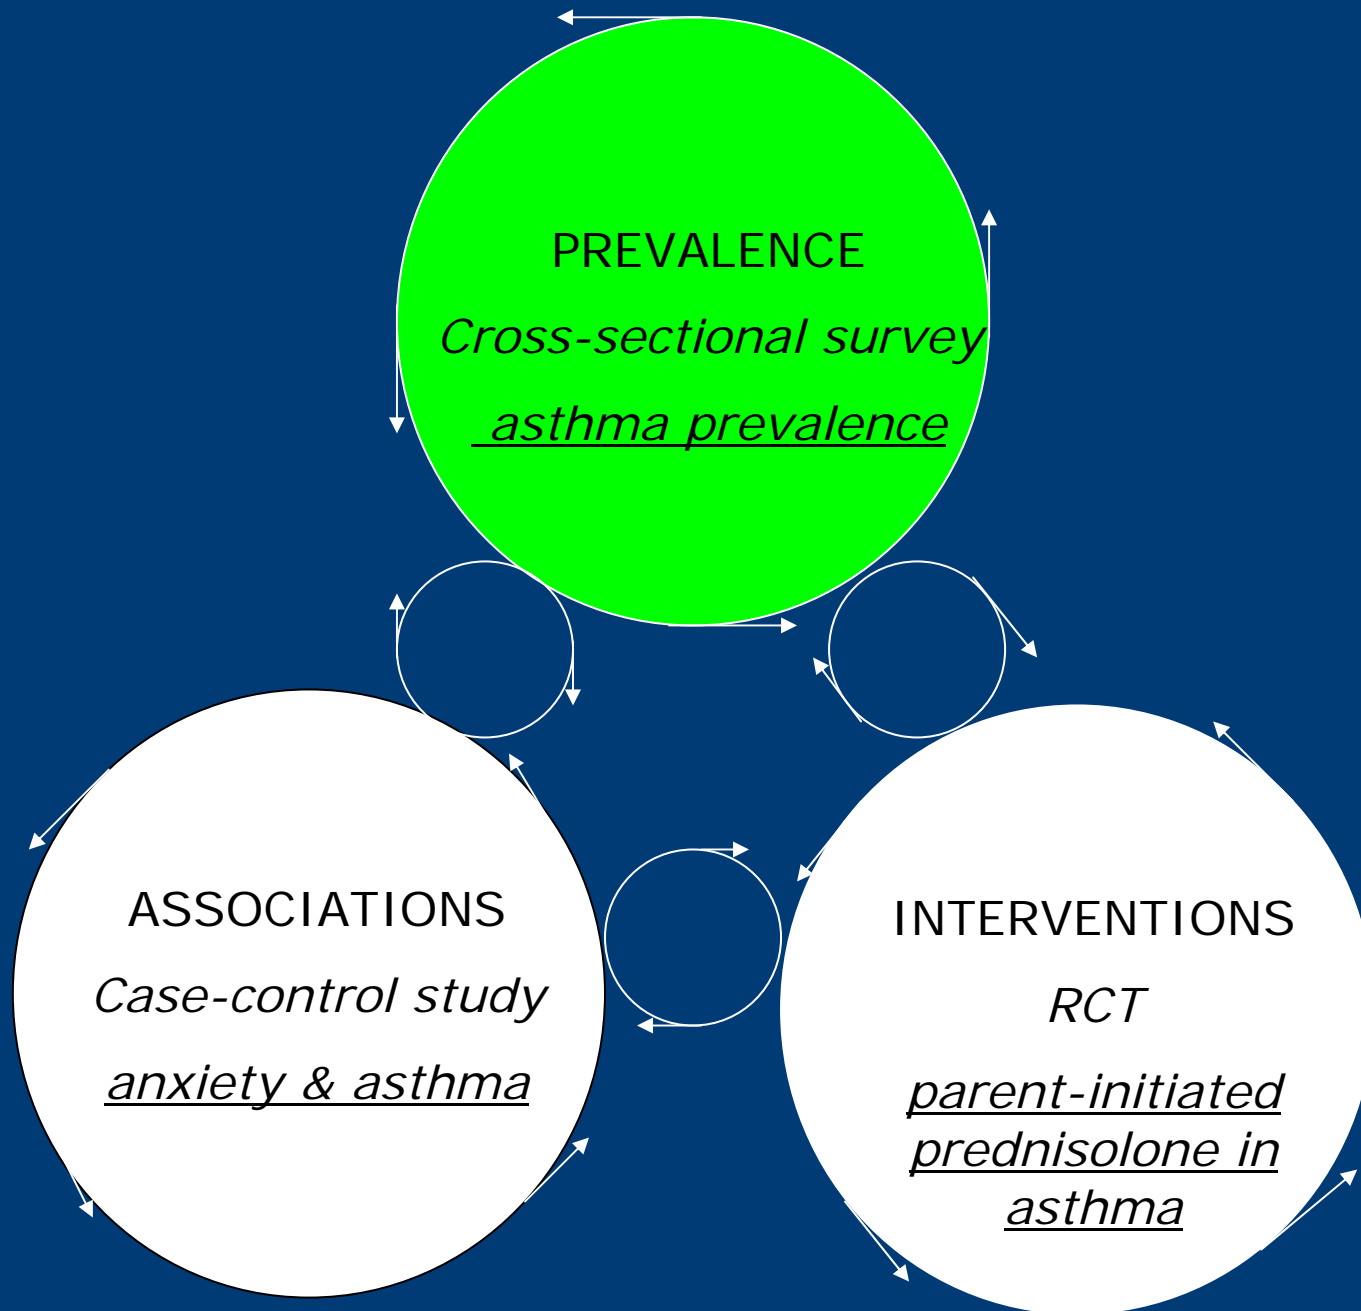 PREVALENCE
Cross-sectional survey
asthma prevalence
ASSOCIATIONS
Case-control study
anxiety & asthma
INTERVENTIONS
RCT
parent-initiated
prednisolone in
asthma